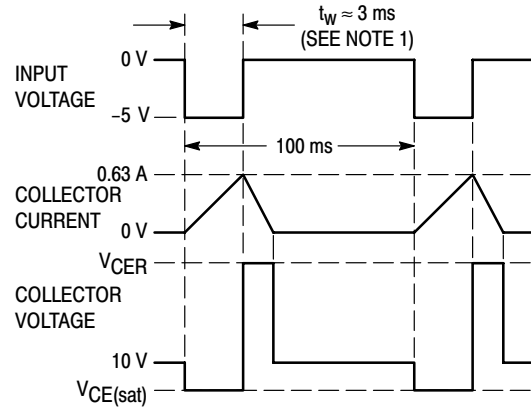 tW ≈ 3 ms
(SEE NOTE 1)
0 V
INPUT
VOLTAGE
−5 V
100 ms
0.63 A
COLLECTOR
CURRENT
0 V
VCER
COLLECTOR
VOLTAGE
10 V
VCE(sat)